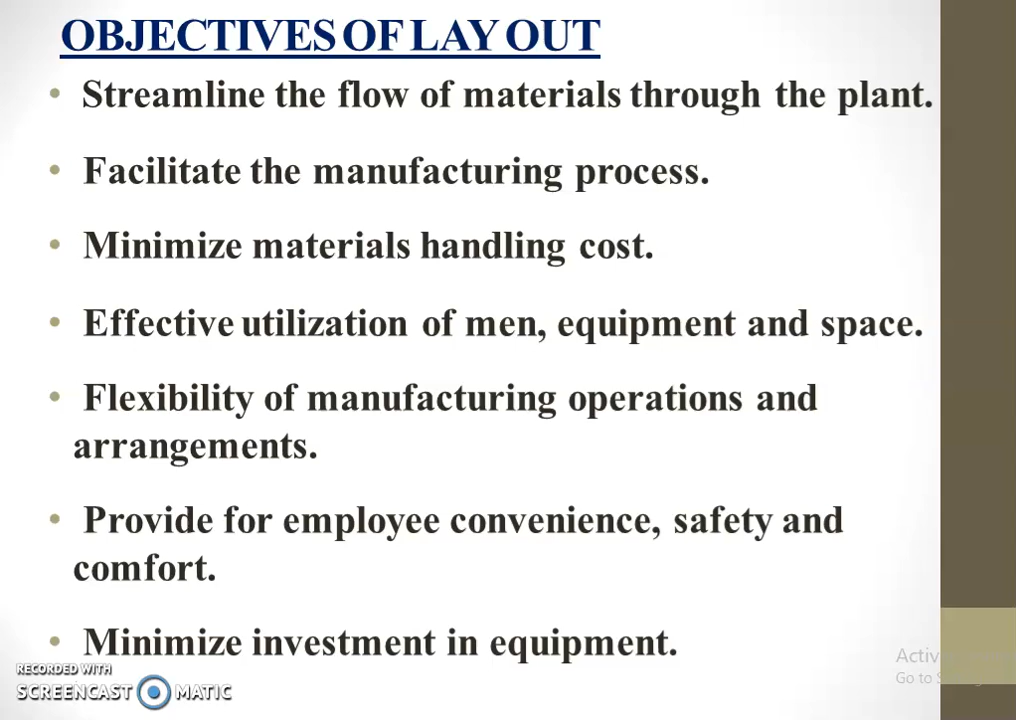 OBJECTIVES OF LAY OUT
• Streamline the flow of materials through the plant.
• Facilitate the manufacturing process.
• Minimize materials handling cost.
• Effective utilization of men, equipment and space.
• Flexibility of manufacturing operations and
arrangements.
• Provide for employee convenience, safety and
comfort.
• Minimize investment in equipment.
RECORDED WITH
SCREENCAST MATIC
Go to